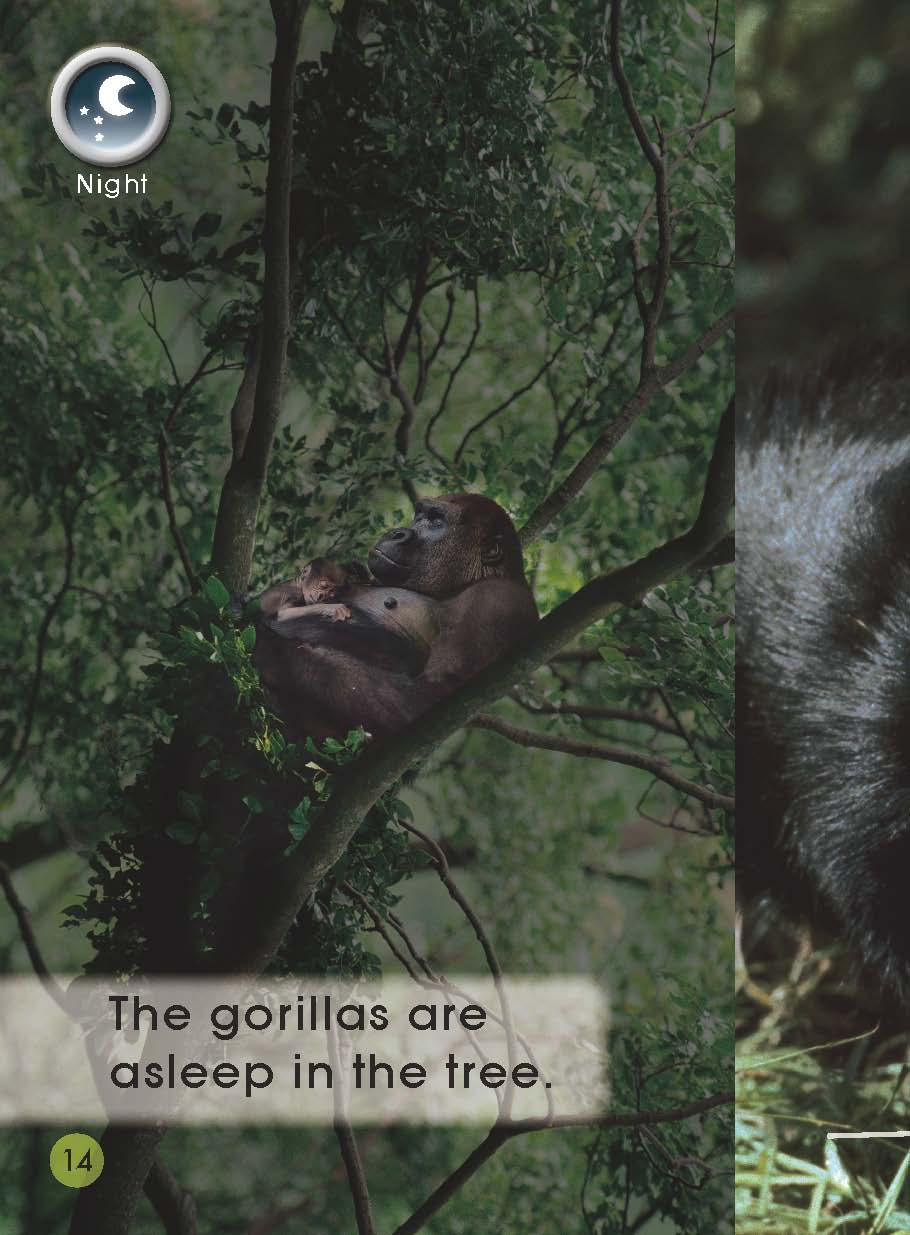 Night
The gorillas are
asleep in the tree.
14